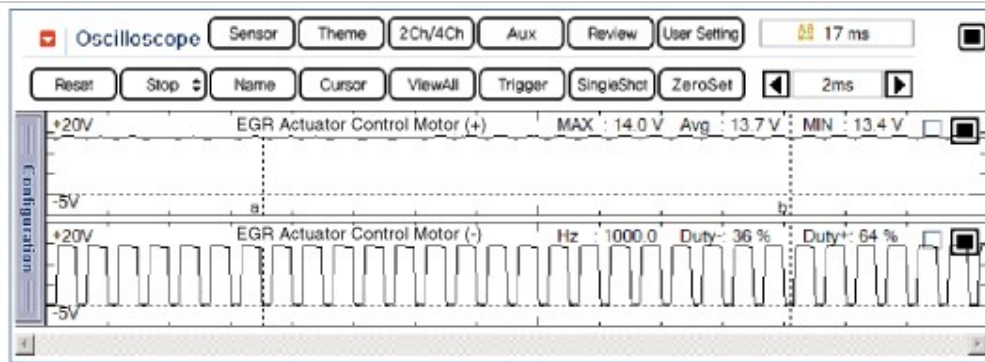 Oscilloscope Sensor Theme 2Ch/4Ch Aux Review User Setting 17 ms
Reset Stop Name Cursor ViewAll Trigger SingleShot ZeroSet 2ms
Configuration
+20V EGR Actuator Control Motor (+) MAX : 14.0 V Avg : 13.7 V MIN : 13.4 V
-5V a b
+20V EGR Actuator Control Motor (-) Hz : 1000.0 Duty-: 36 % Duty+: 64 %
-5V